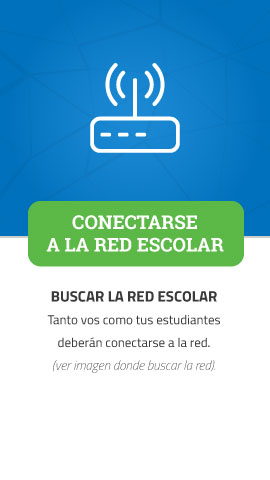 CONECTARSE
A LA RED ESCOLAR
BUSCAR LA RED ESCOLAR
Tanto vos como tus estudiantes
deberán conectarse a la red.
(ver imagen donde buscar la red).